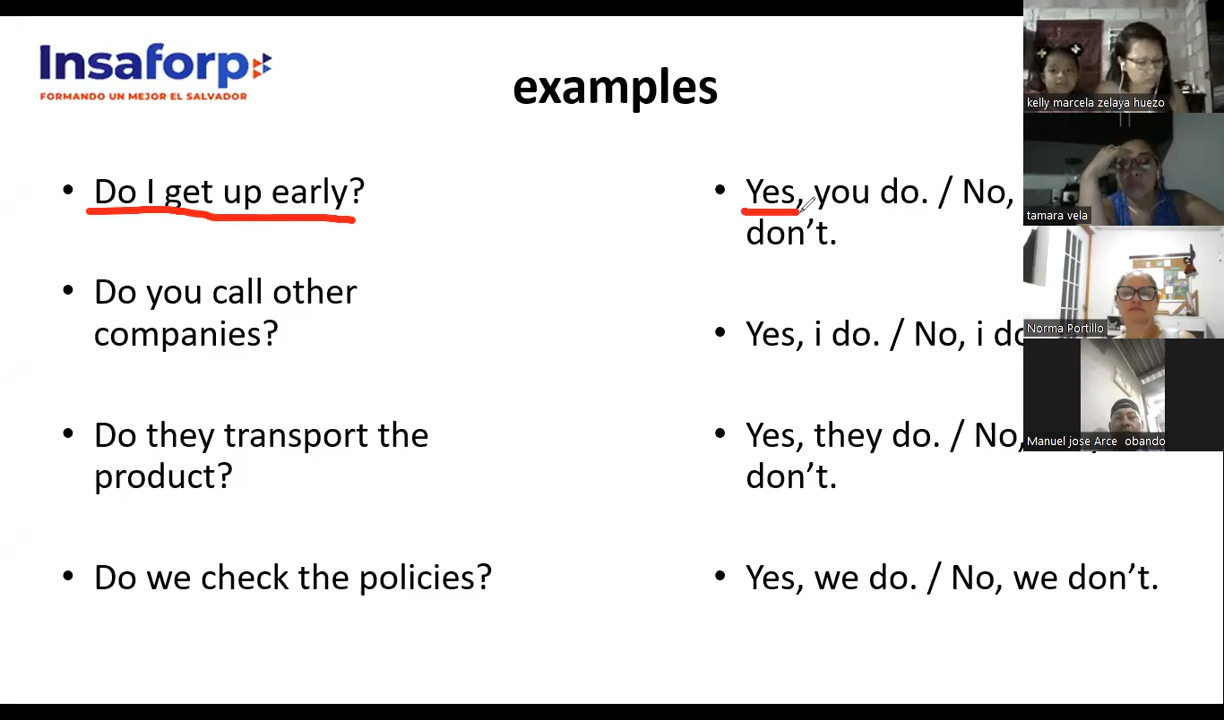 Insaforp
FORMANDO UN MEJOR EL SALVADOR
examples
• Do I get up early?
• Yes, you do. / No,
don't.
• Do you call other
companies?
• Yes, i do. / No, i do
• Do they transport the
product?
• Yes, they do. / No,
don't.
• Do we check the policies?
• Yes, we do. / No, we don't.
kelly marcela zelaya huezo
tamara vela
Norma Portillo
Manuel jose Arce obando